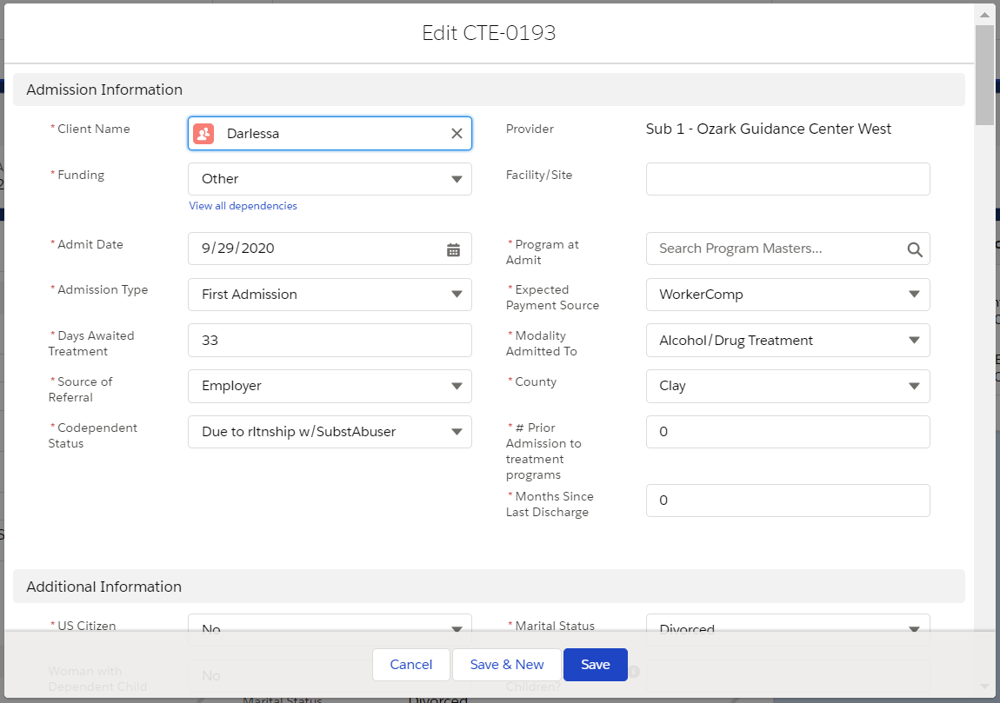 Edit CTE-0193
Admission Information
*Client Name
Darlessa
Provider
Sub 1 - Ozark Guidance Center West
*Funding
Other
View all dependencies
Facility/Site
*Admit Date
9/29/2020
*Program at
Admit
Search Program Masters...
*Admission Type
First Admission
*Expected
Payment Source
WorkerComp
*Days Awaited
Treatment
33
*Modality
Admitted To
Alcohol/Drug Treatment
*Source of
Referral
Employer
*County
Clay
*Codependent
Status
Due to rltnship w/SubstAbuser
*# Prior
Admission to
treatment
programs
0
*Months Since
Last Discharge
0
Additional Information
*US Citizen
No
*Marital Status
Divorced
Woman with
Dependent Child
No
Children?
Cancel
Save & New
Save
Marital Status
Divorced